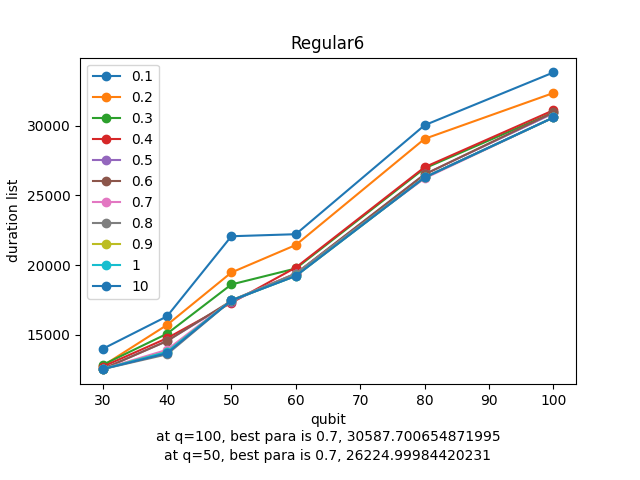 Regular6
0.1
0.2
0.3
0.4
0.5
0.6
0.7
0.8
0.9
1
10
duration list
30000
25000
20000
15000
30 40 50 60 70 80 90 100
qubit
at q=100, best para is 0.7, 30587.700654871995
at q=50, best para is 0.7, 26224.99984420231